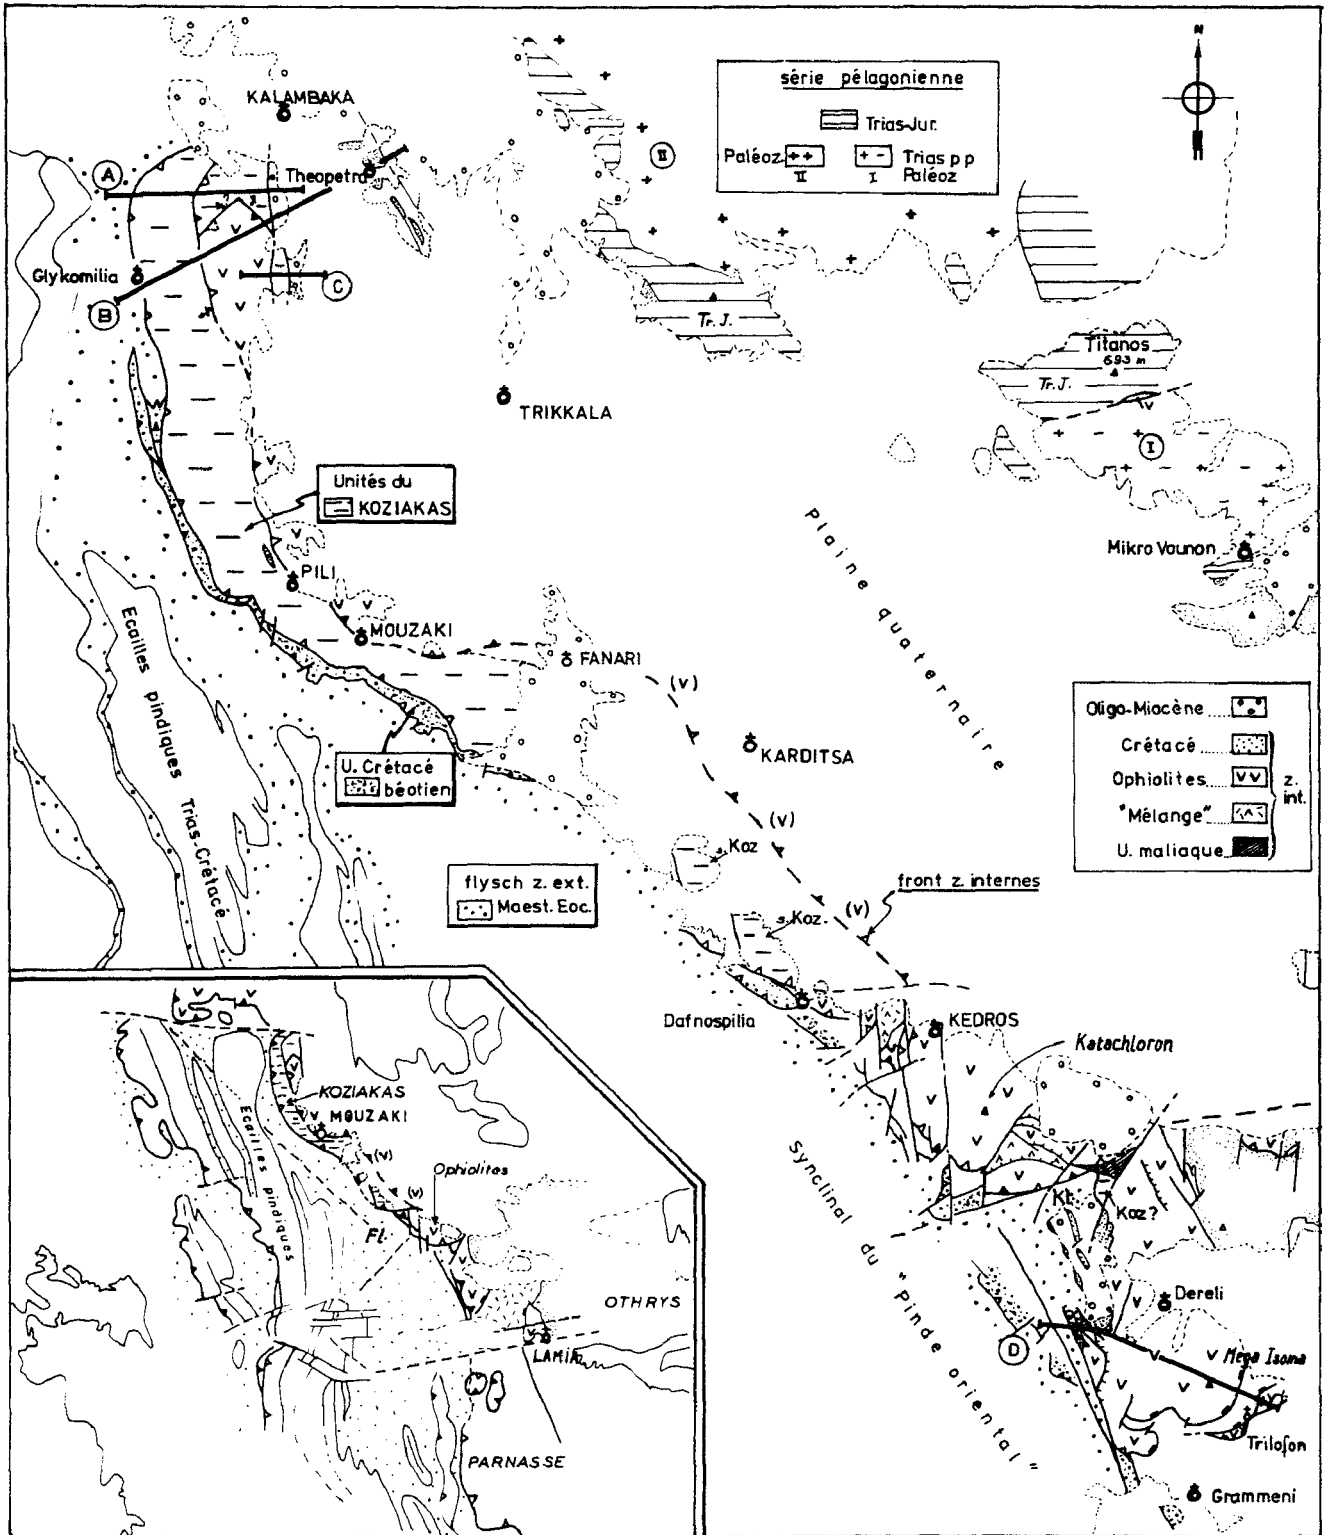 N
KALAMBAKA
série pélagonienne
Trias-Jur.
Paléoz. ++ + - Trias p p
II I Paléoz
II
A
Theopetra
Glykomilia
B
C
Tr. J.
Titanos
693 m
Tr. J.
I
TRIKKALA
Unités du
KOZIAKAS
Plaine quaternaire
Mikro Vounon
PILI
MOUZAKI
FANARI
(v)
KARDITSA
Ecailles pindiques Trias-Crétacé
U. Crétacé
béotien
Oligo-Miocène
Crétacé
Ophiolites
"Mélange"
U. maliaque
z.
int.
(v)
Koz
flysch z. ext.
Maest. Eoc.
front z. internes
(v)
Koz.
Dafnospilia
KEDROS
Katachloron
Synclinal du "Pinde oriental"
Kt.
Koz?
Dereli
D
Mega Isoma
Trilofon
Grammeni
KOZIAKAS
MOUZAKI
Ecailles pindiques
(v)
Ophiolites
(v)
Fl.
OTHRYS
LAMIA
PARNASSE